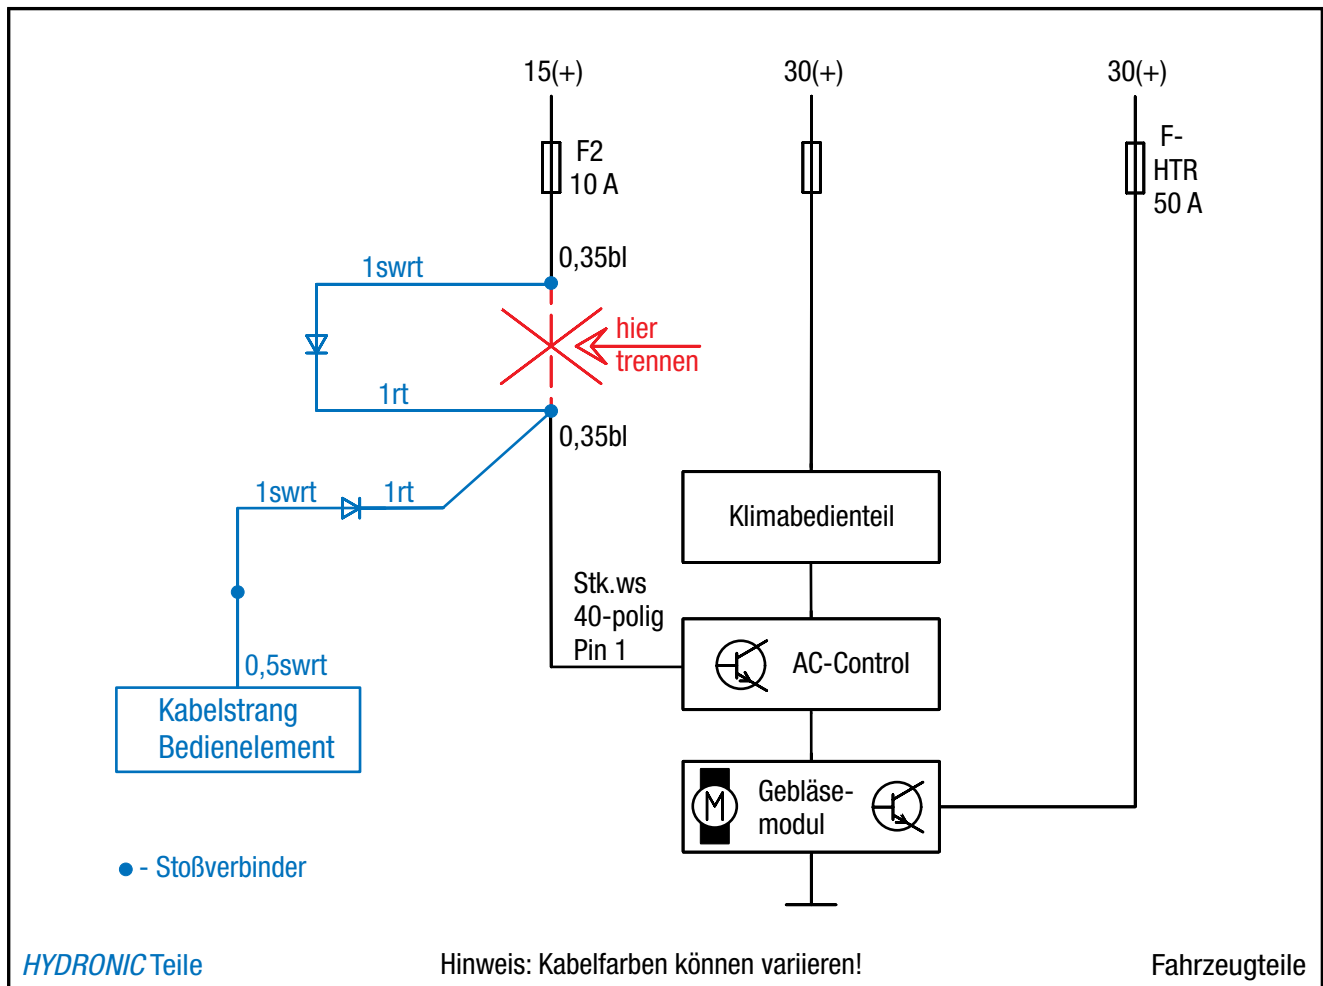 15(+)
30(+)
30(+)
F2
10 A
F-
HTR
50 A
0,35bl
1swrt
hier
trennen
1rt
0,35bl
1swrt
1rt
Klimabedienteil
Stk.ws
40-polig
Pin 1
AC-Control
0,5swrt
Kabelstrang
Bedienelement
M
Gebläse-
modul
- Stoßverbinder
HYDRONIC Teile
Hinweis: Kabelfarben können variieren!
Fahrzeugteile